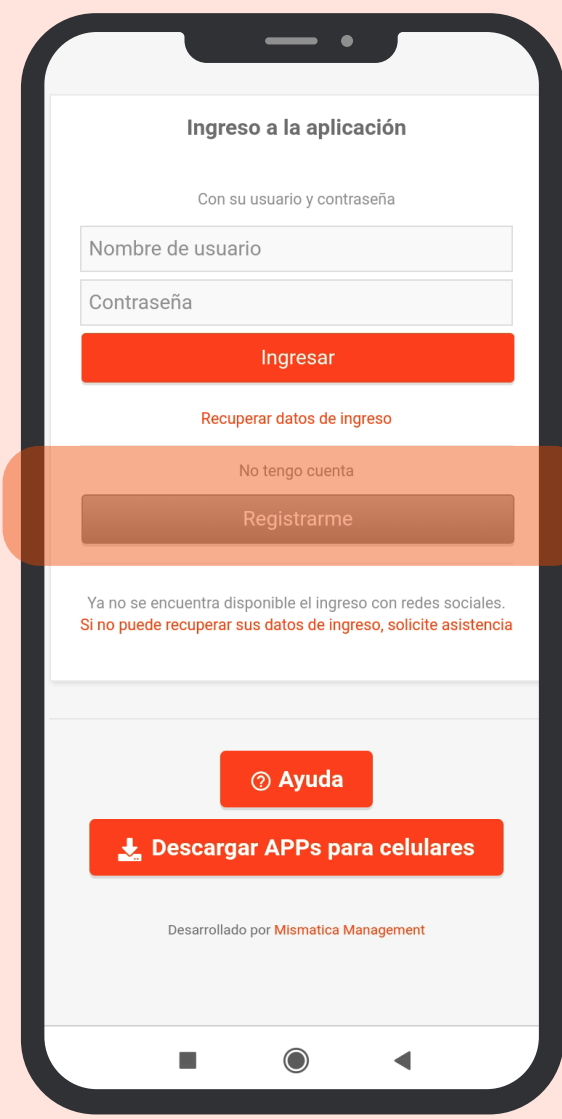 Ingreso a la aplicación
Con su usuario y contraseña
Nombre de usuario
Contraseña
Ingresar
Recuperar datos de ingreso
No tengo cuenta
Registrarme
Ya no se encuentra disponible el ingreso con redes sociales.
Si no puede recuperar sus datos de ingreso, solicite asistencia
Ayuda
Descargar APPs para celulares
Desarrollado por Mismatica Management